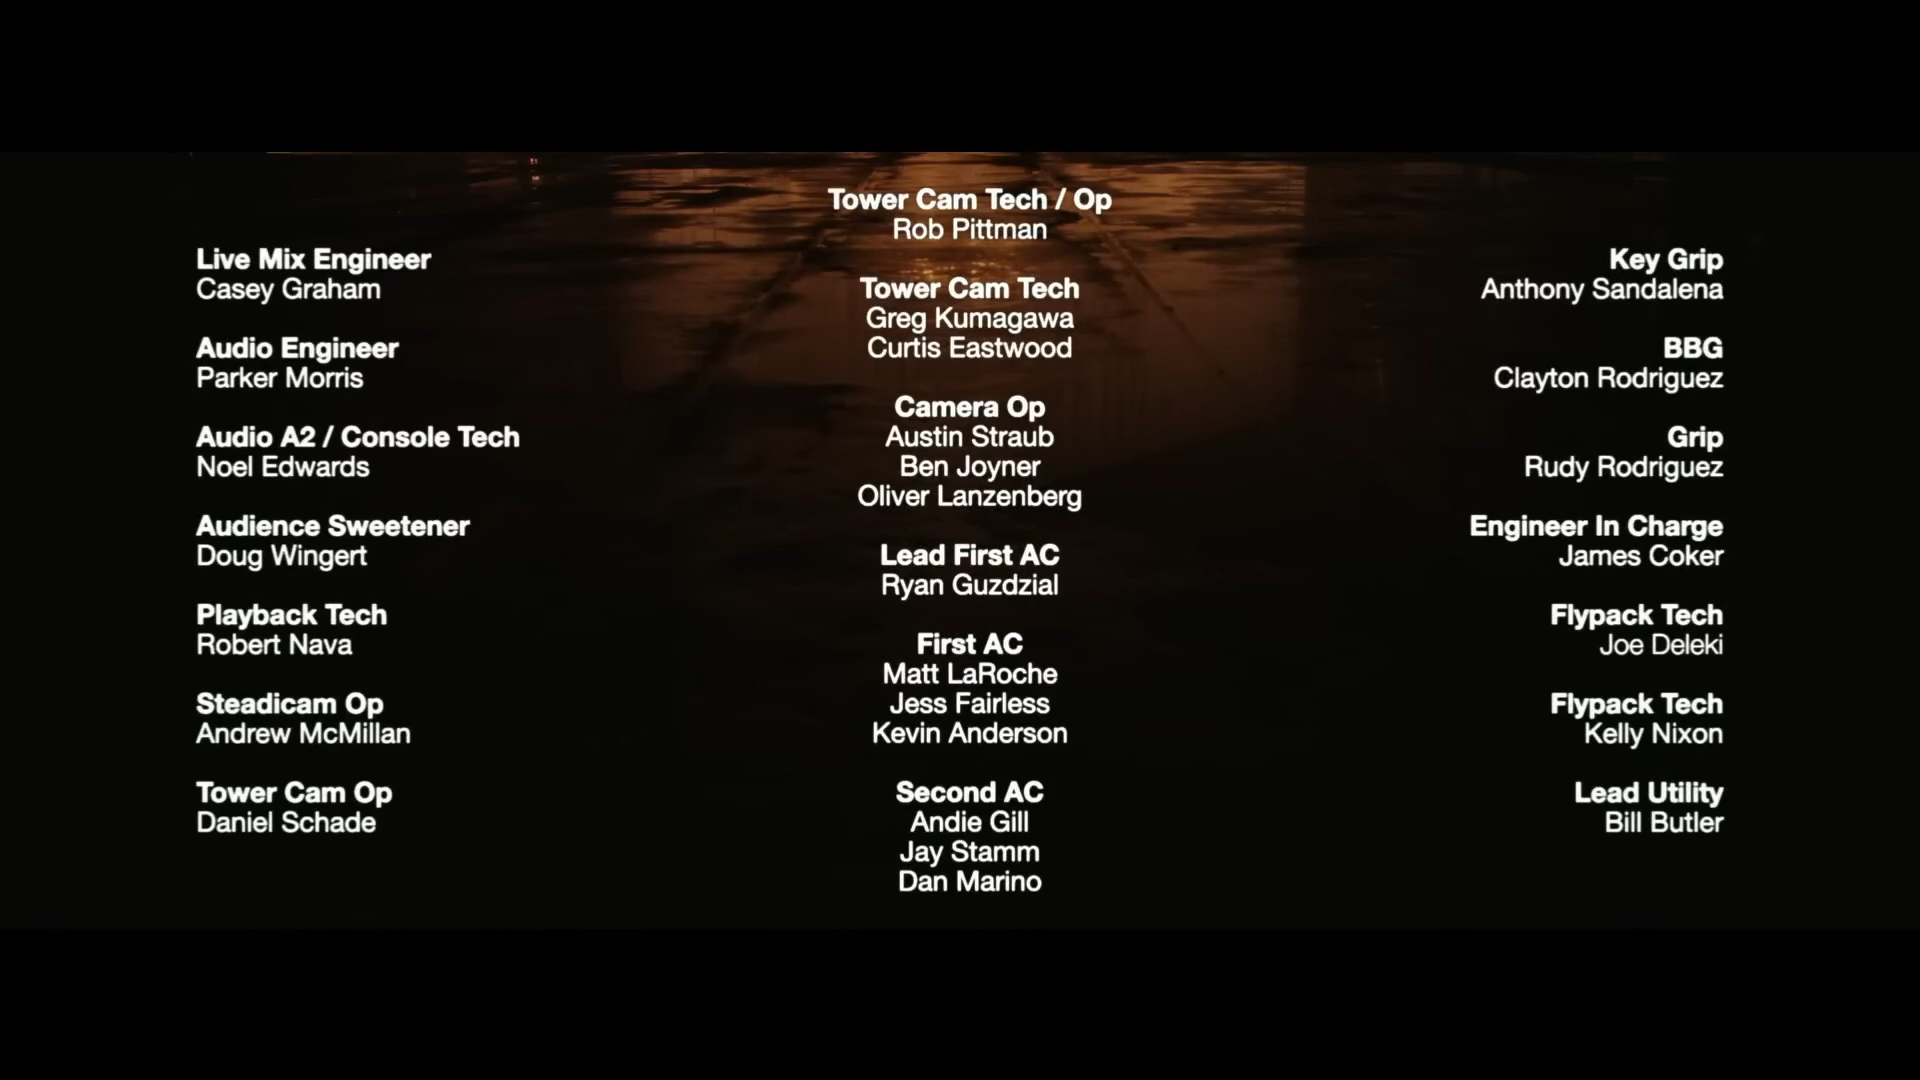 Live Mix Engineer
Casey Graham
Audio Engineer
Parker Morris
Audio A2 / Console Tech
Noel Edwards
Audience Sweetener
Doug Wingert
Playback Tech
Robert Nava
Steadicam Op
Andrew McMillan
Tower Cam Op
Daniel Schade
Tower Cam Tech / Op
Rob Pittman
Tower Cam Tech
Greg Kumagawa
Curtis Eastwood
Camera Op
Austin Straub
Ben Joyner
Oliver Lanzenberg
Lead First AC
Ryan Guzdzial
First AC
Matt LaRoche
Jess Fairless
Kevin Anderson
Second AC
Andie Gill
Jay Stamm
Dan Marino
Key Grip
Anthony Sandalena
BBG
Clayton Rodriguez
Grip
Rudy Rodriguez
Engineer In Charge
James Coker
Flypack Tech
Joe Deleki
Flypack Tech
Kelly Nixon
Lead Utility
Bill Butler